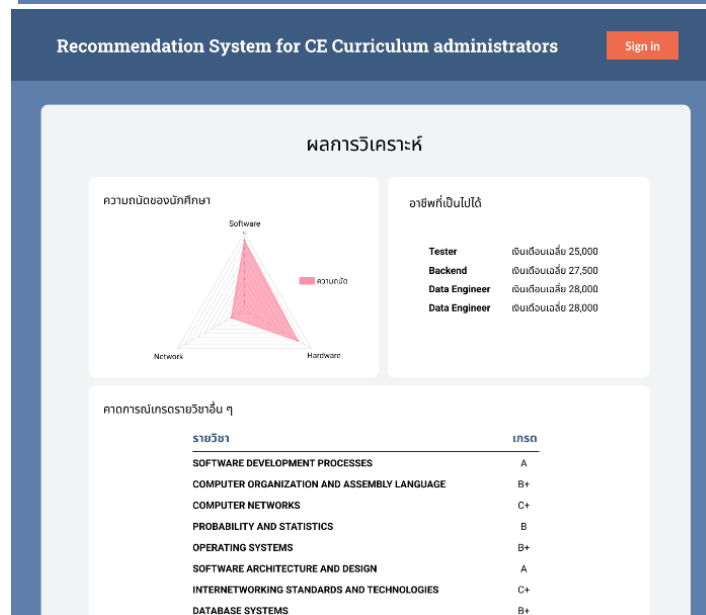 Recommendation System for CE Curriculum administrators
Sign in
ผลการวิเคราะห์
ความถนัดของนักศึกษา
Software
ความถนัด
Network
Hardware
อาชีพที่เป็นไปได้
Tester เงินเดือนเฉลี่ย 25,000
Backend เงินเดือนเฉลี่ย 27,500
Data Engineer เงินเดือนเฉลี่ย 28,000
Data Engineer เงินเดือนเฉลี่ย 28,000
คาดการณ์เกรดรายวิชาอื่น ๆ
รายวิชา เกรด
SOFTWARE DEVELOPMENT PROCESSES A
COMPUTER ORGANIZATION AND ASSEMBLY LANGUAGE B+
COMPUTER NETWORKS C+
PROBABILITY AND STATISTICS B
OPERATING SYSTEMS B+
SOFTWARE ARCHITECTURE AND DESIGN A
INTERNETWORKING STANDARDS AND TECHNOLOGIES C+
DATABASE SYSTEMS B+